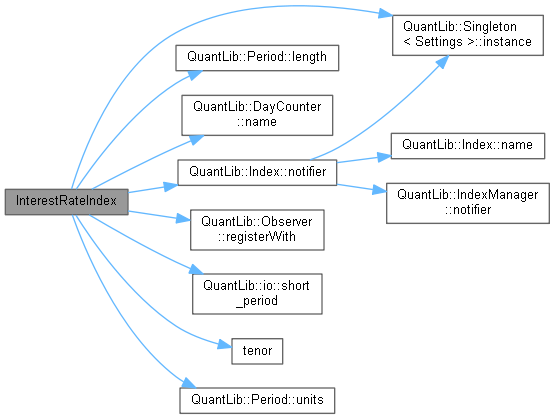 QuantLib::Singleton
< Settings >::instance
QuantLib::Period::length
QuantLib::DayCounter
::name
QuantLib::Index::name
QuantLib::Index::notifier
InterestRateIndex
QuantLib::IndexManager
::notifier
QuantLib::Observer
::registerWith
QuantLib::io::short
_period
tenor
QuantLib::Period::units